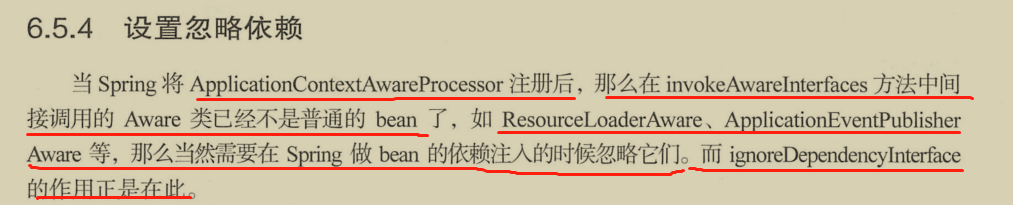 6.5.4 设置忽略依赖
当 Spring 将 ApplicationContextAwareProcessor 注册后，那么在 invokeAwareInterfaces 方法中间
接调用的 Aware 类已经不是普通的 bean 了，如 ResourceLoaderAware、ApplicationEventPublisher
Aware 等，那么当然需要在 Spring 做 bean 的依赖注入的时候忽略它们。而 ignoreDependencyInterface
的作用正是在此。